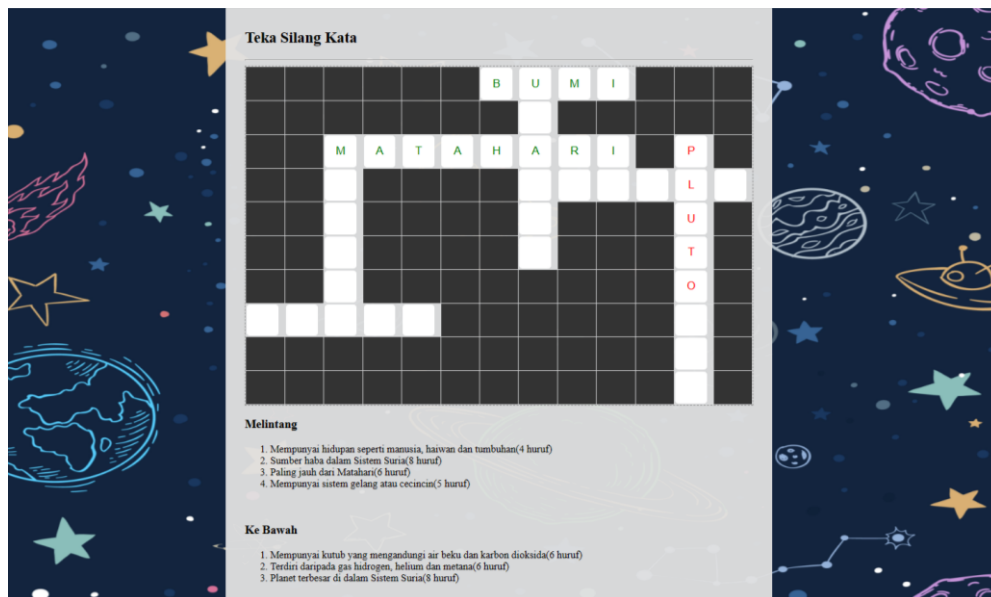 Teka Silang Kata
B U M I
M A T A H A R I P
L
U
T
O
Melintang
1. Mempunyai hidupan seperti manusia, haiwan dan tumbuhan(4 huruf)
2. Sumber haba dalam Sistem Suria(8 huruf)
3. Paling jauh dari Matahari(6 huruf)
4. Mempunyai sistem gelang atau cecincin(5 huruf)
Ke Bawah
1. Mempunyai kutub yang mengandungi air beku dan karbon dioksida(6 huruf)
2. Terdiri daripada gas hidrogen, helium dan metana(6 huruf)
3. Planet terbesar di dalam Sistem Suria(8 huruf)